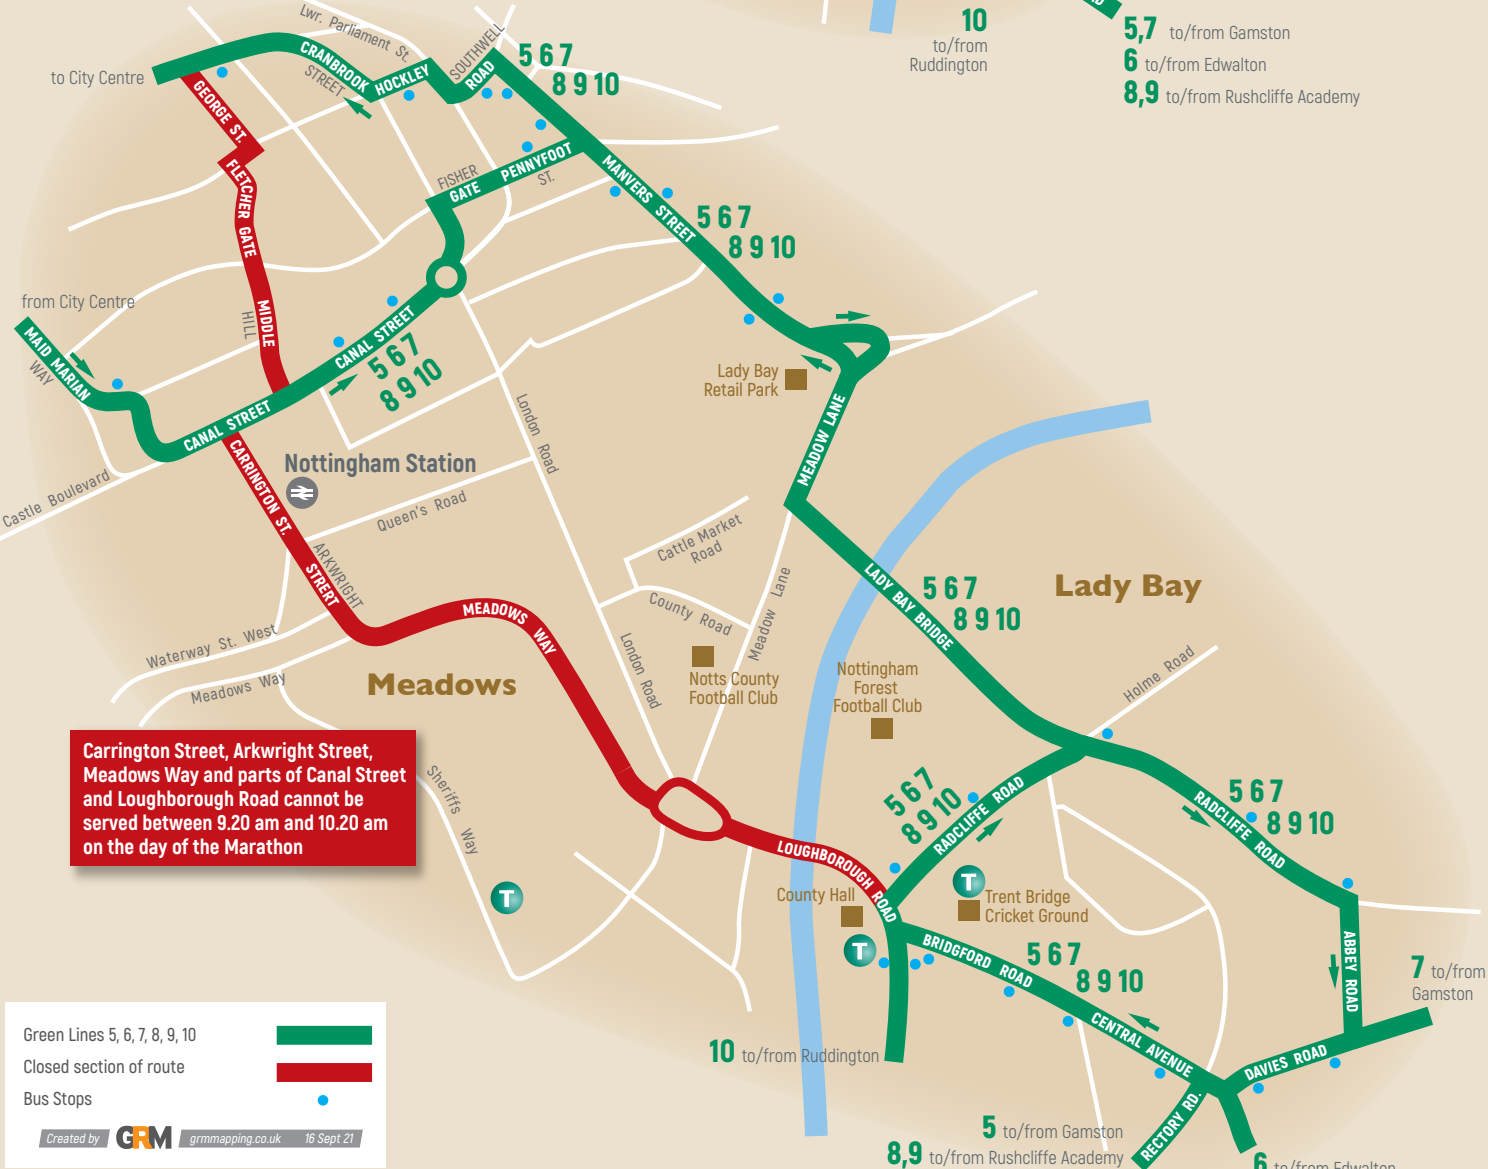 10
to/from
Ruddington
5,7 to/from Gamston
6 to/from Edwalton
8,9 to/from Rushcliffe Academy
to City Centre
Lwr. Parliament St.
CRANBROOK
STREET
HOCKLEY
SOUTHWELL
ROAD
5 6 7
8 9 10
GEORGE ST.
FLETCHER GATE
MIDDLE
HILL
FISHER
GATE
PENNYFOOT
ST.
MANVERS STREET
5 6 7
8 9 10
from City Centre
MAID MARIAN
WAY
CANAL STREET
CANAL STREET
5 6 7
8 9 10
Lady Bay
Retail Park
MEADOW LANE
Castle Boulevard
CARRINGTON ST.
Nottingham Station
Queen's Road
London Road
Cattle Market
Road
ARKWRIGHT
STRERT
County Road
Meadow Lane
LADY BAY BRIDGE
5 6 7
8 9 10
Lady Bay
Waterway St. West
Meadows Way
MEADOWS WAY
Meadows
London Road
Notts County
Football Club
Nottingham
Forest
Football Club
Holme Road
Carrington Street, Arkwright Street,
Meadows Way and parts of Canal Street
and Loughborough Road cannot be
served between 9.20 am and 10.20 am
on the day of the Marathon
Sheriffs Way
T
5 6 7
8 9 10
RADCLIFFE ROAD
RADCLIFFE ROAD
5 6 7
8 9 10
LOUGHBOROUGH ROAD
County Hall
T
T
Trent Bridge
Cricket Ground
BRIDGFORD ROAD
5 6 7
8 9 10
CENTRAL AVENUE
ABBEY ROAD
7 to/from
Gamston
DAVIES ROAD
RECTORY RD.
10 to/from Ruddington
5 to/from Gamston
8,9 to/from Rushcliffe Academy
6 to/from Edwalton
Green Lines 5, 6, 7, 8, 9, 10
Closed section of route
Bus Stops
Created by GRM grmmapping.co.uk 16 Sept 21